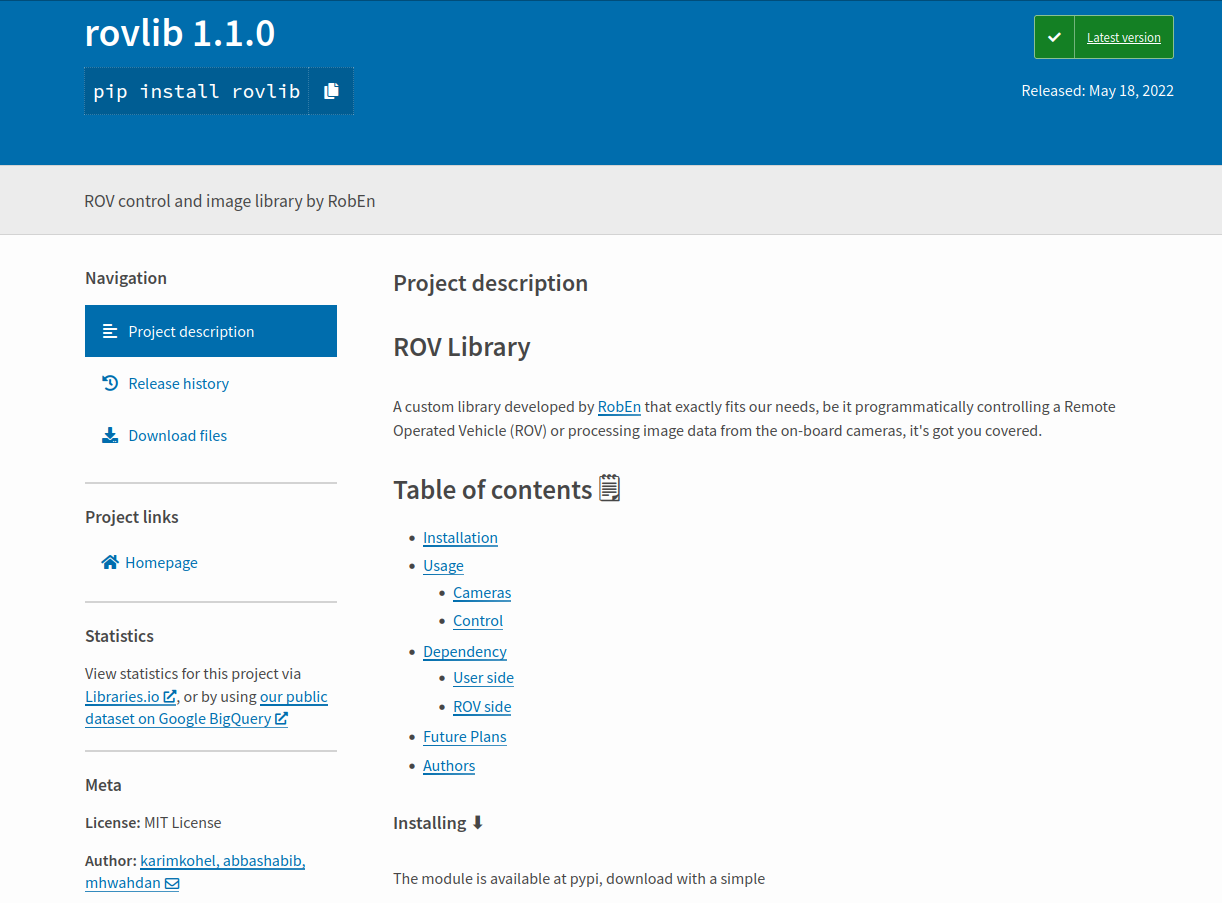 rovlib 1.1.0
Latest version
pip install rovlib
Released: May 18, 2022
ROV control and image library by RobEn
Navigation
Project description
Release history
Download files
Project links
Homepage
Statistics
View statistics for this project via
Libraries.io, or by using our public
dataset on Google BigQuery
Meta
License: MIT License
Author: karimkohel, abbashabib,
mhwahdan
Project description
ROV Library
A custom library developed by RobEn that exactly fits our needs, be it programmatically controlling a Remote
Operated Vehicle (ROV) or processing image data from the on-board cameras, it's got you covered.
Table of contents
Installation
Usage
Cameras
Control
Dependency
User side
ROV side
Future Plans
Authors
Installing
The module is available at pypi, download with a simple